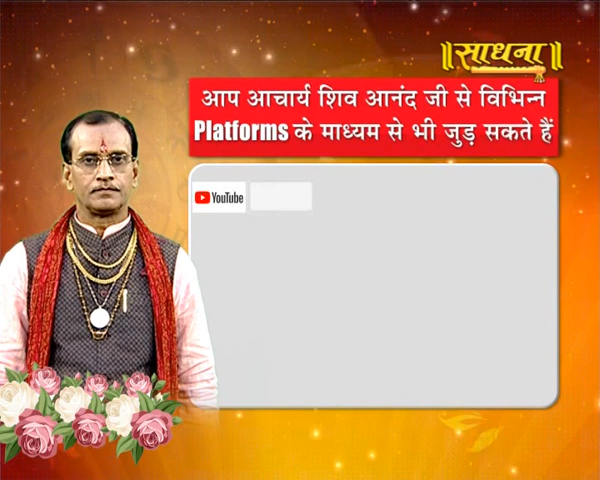 ॥साधना॥
आप आचार्य शिव आनंद जी से विभिन्न
Platforms के माध्यम से भी जुड़ सकते हैं
YouTube